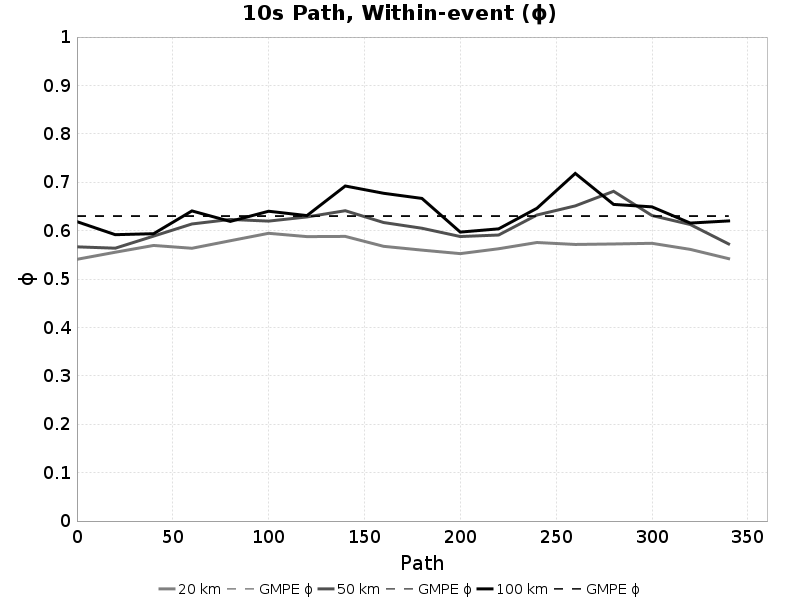 10s Path, Within-event (ϕ)
1
0.9
0.8
0.7
0.6
0.5
0.4
0.3
0.2
0.1
0
ϕ
0 50 100 150 200 250 300 350
Path
20 km GMPE ϕ 50 km GMPE ϕ 100 km GMPE ϕ